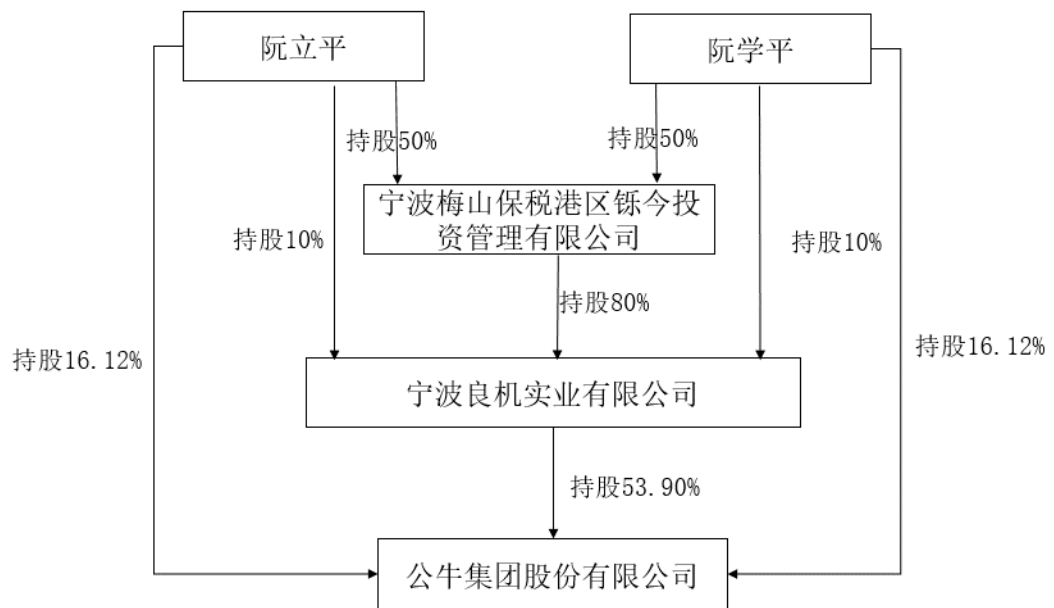 阮立平
阮学平
持股50%
持股50%
宁波梅山保税港区铄今投
资管理有限公司
持股10%
持股10%
持股80%
持股16.12%
持股16.12%
宁波良机实业有限公司
持股53.90%
公牛集团股份有限公司